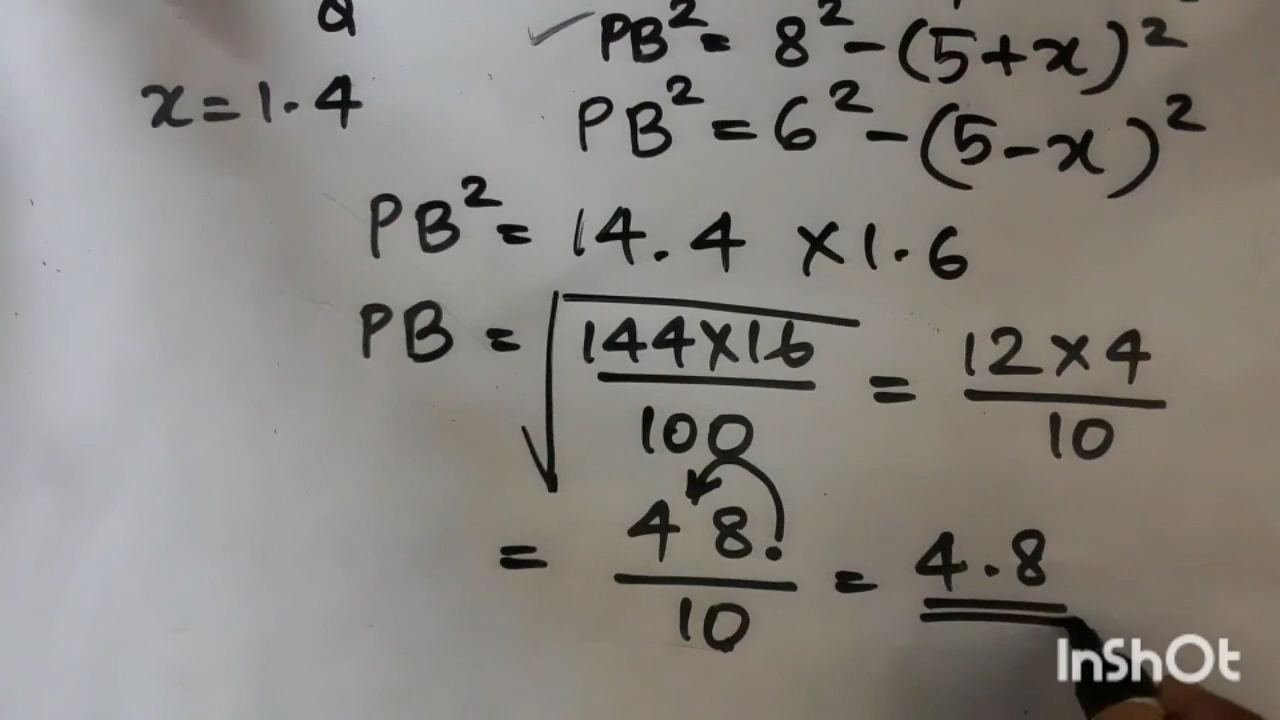 Q
PB² = 8² - (5+x)²
x = 1.4
PB² = 6² - (5-x)²
PB² = 14.4 × 1.6
PB = √144×16/100 = 12×4/10
= 48./10 = 4.8
InShOt